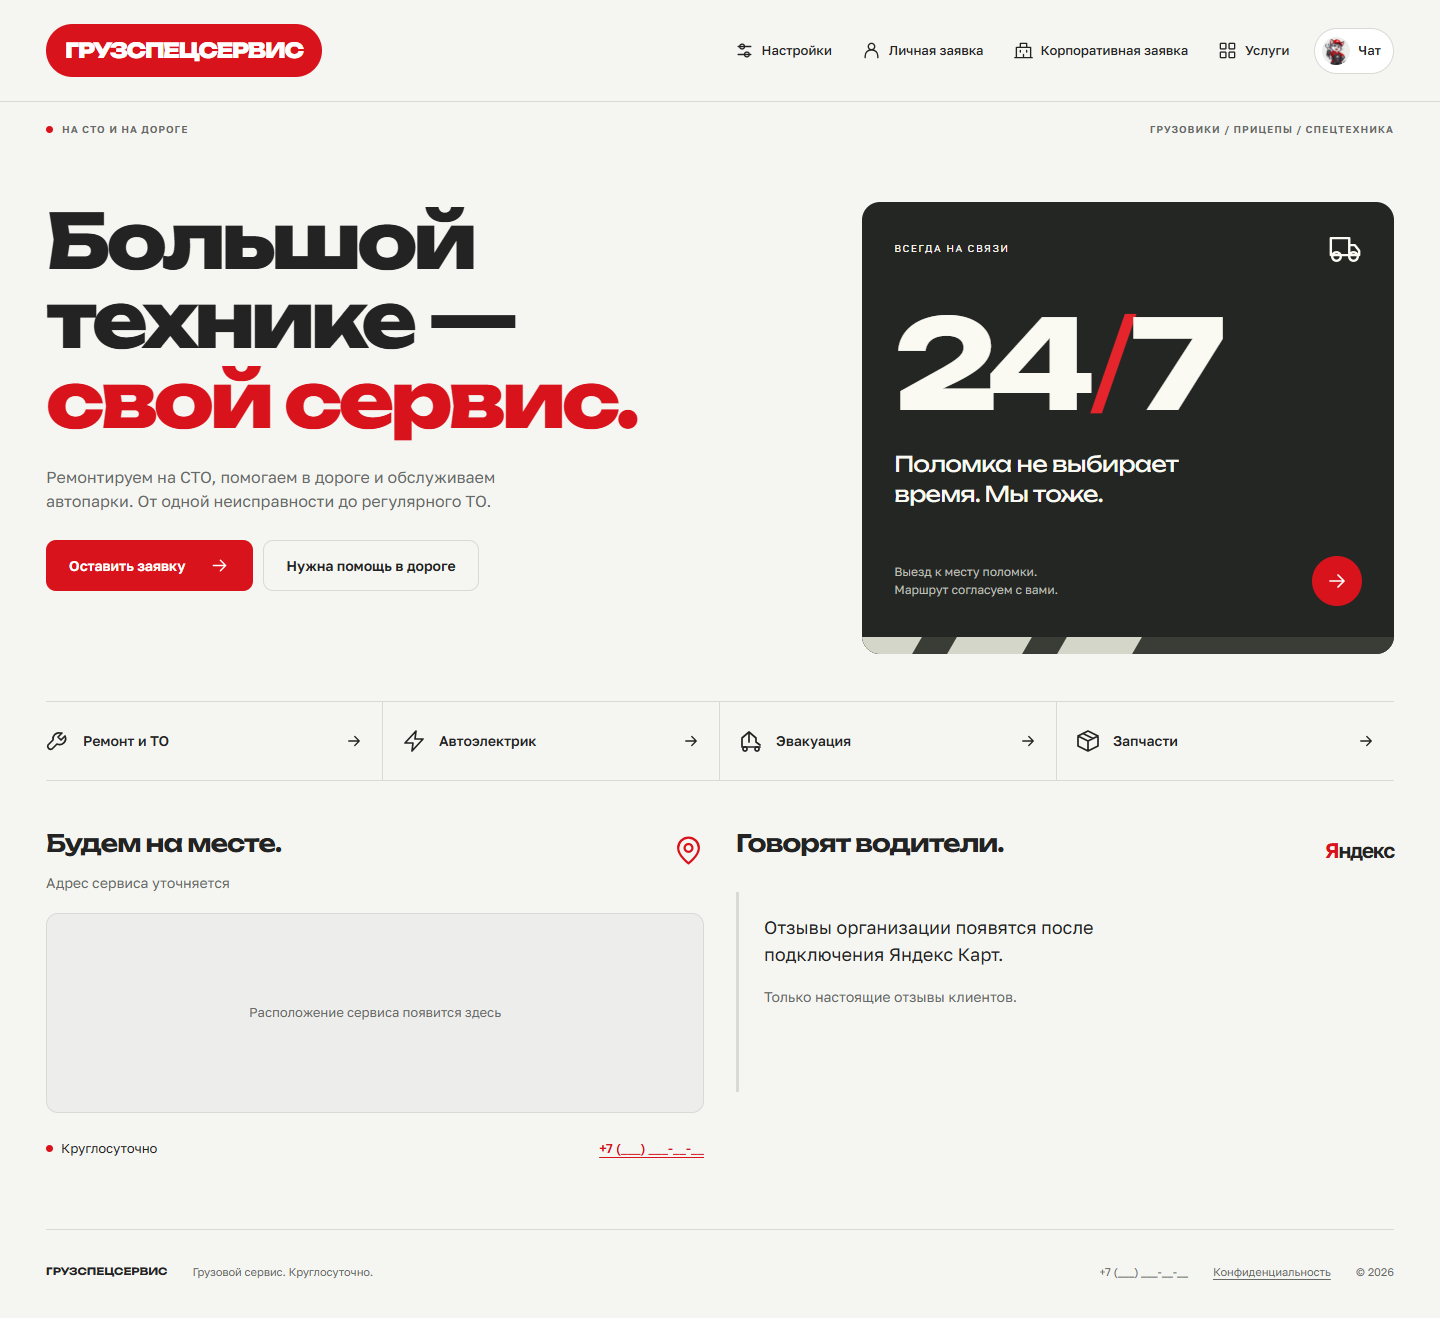 ГРУЗСПЕЦСЕРВИС
Настройки
Личная заявка
Корпоративная заявка
Услуги
Чат
НА СТО И НА ДОРОГЕ
ГРУЗОВИКИ / ПРИЦЕПЫ / СПЕЦТЕХНИКА
Большой
технике —
свой сервис.
Ремонтируем на СТО, помогаем в дороге и обслуживаем
автопарки. От одной неисправности до регулярного ТО.
Оставить заявку
Нужна помощь в дороге
ВСЕГДА НА СВЯЗИ
24/7
Поломка не выбирает
время. Мы тоже.
Выезд к месту поломки.
Маршрут согласуем с вами.
Ремонт и ТО
Автоэлектрик
Эвакуация
Запчасти
Будем на месте.
Адрес сервиса уточняется
Расположение сервиса появится здесь
Круглосуточно
+7 (___) ___-__-__
Говорят водители.
Яндекс
Отзывы организации появятся после
подключения Яндекс Карт.
Только настоящие отзывы клиентов.
ГРУЗСПЕЦСЕРВИС
Грузовой сервис. Круглосуточно.
+7 (___) ___-__-__
Конфиденциальность
© 2026